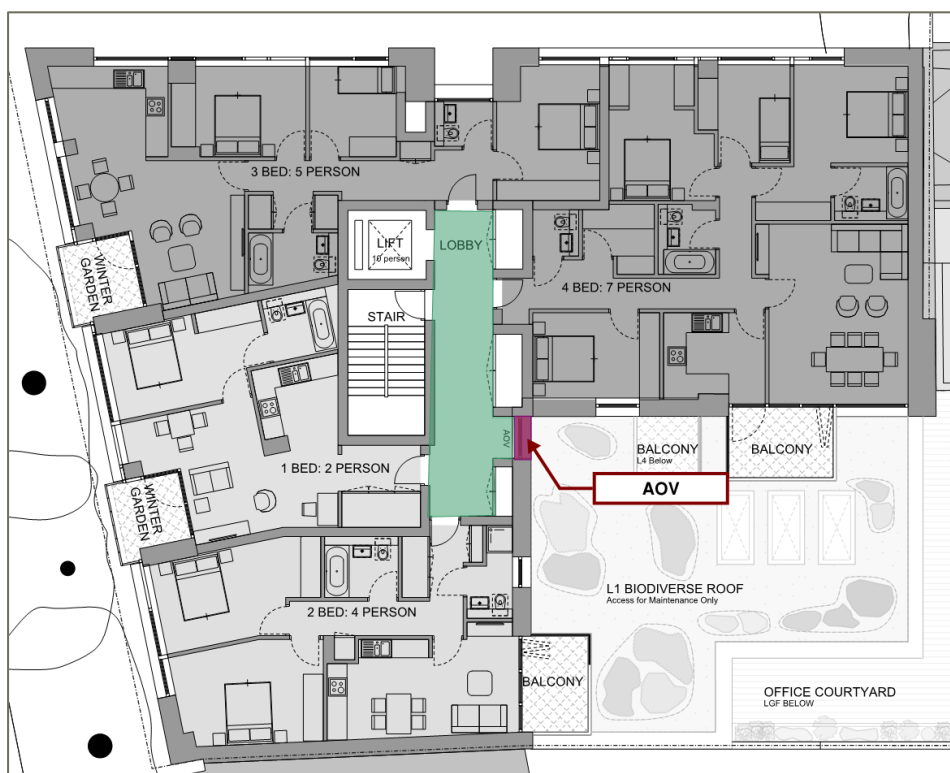 3 BED: 5 PERSON
LIFT
10 person
LOBBY
WINTER
GARDEN
STAIR
4 BED: 7 PERSON
AOV
BALCONY
L4 Below
BALCONY
1 BED: 2 PERSON
AOV
WINTER
GARDEN
L1 BIODIVERSE ROOF
Access for Maintenance Only
2 BED: 4 PERSON
BALCONY
OFFICE COURTYARD
LGF BELOW